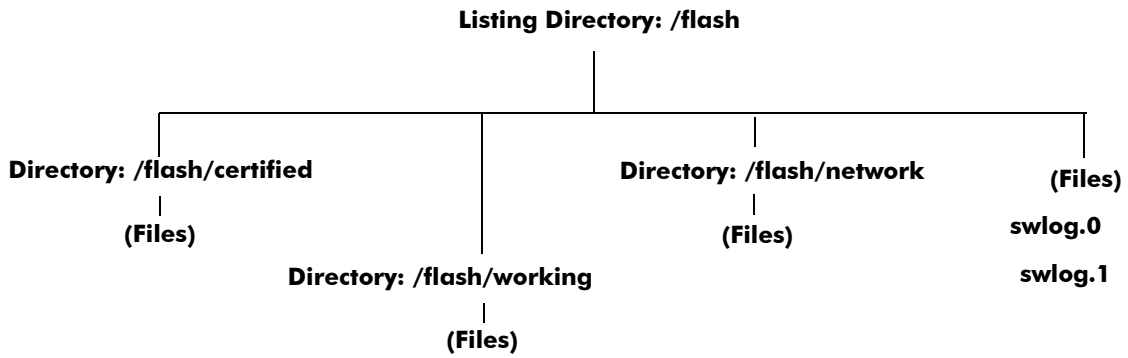 Listing Directory: /flash
Directory: /flash/certified
(Files)
Directory: /flash/working
(Files)
Directory: /flash/network
(Files)
(Files)
swlog.0
swlog.1